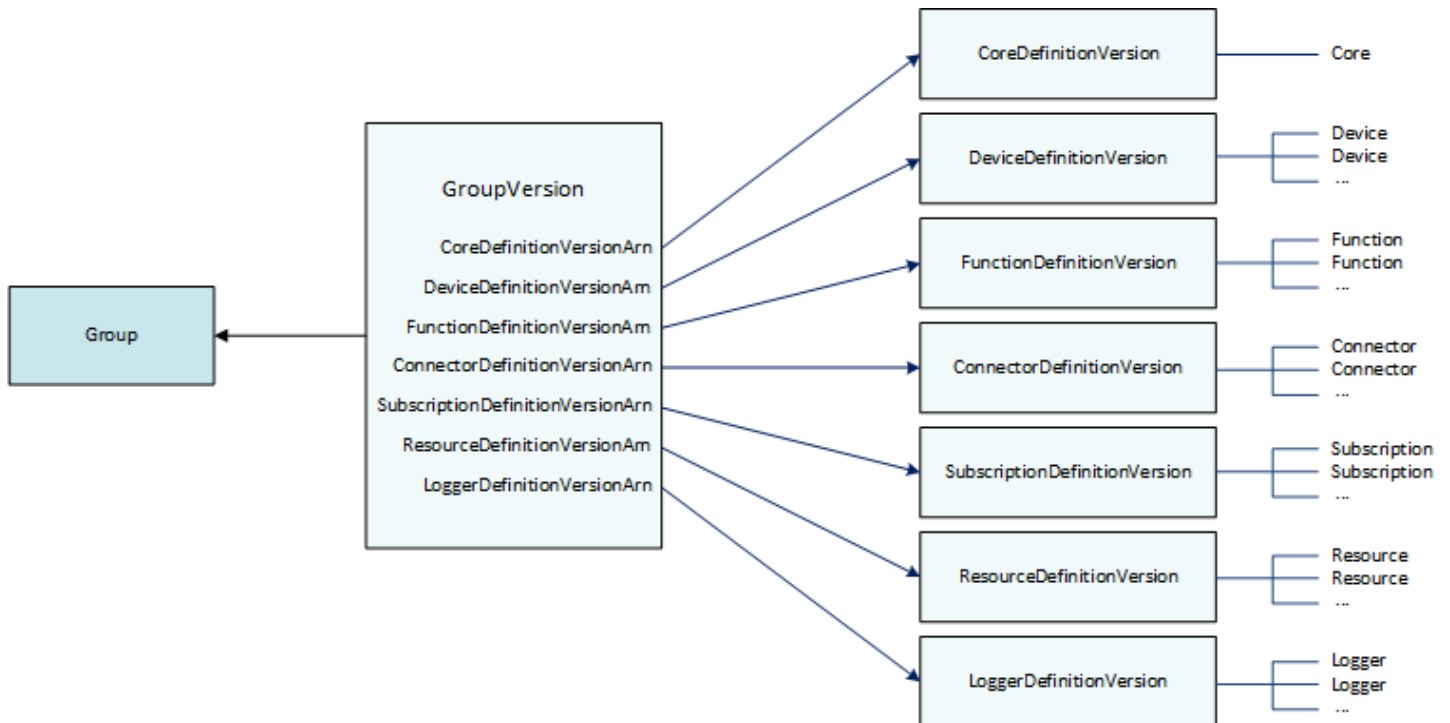 Group
GroupVersion
CoreDefinitionVersionArn
DeviceDefinitionVersionArn
FunctionDefinitionVersionArn
ConnectorDefinitionVersionArn
SubscriptionDefinitionVersionArn
ResourceDefinitionVersionArn
LoggerDefinitionVersionArn
CoreDefinitionVersion
Core
DeviceDefinitionVersion
Device
Device
...
FunctionDefinitionVersion
Function
Function
...
ConnectorDefinitionVersion
Connector
Connector
...
SubscriptionDefinitionVersion
Subscription
Subscription
...
ResourceDefinitionVersion
Resource
Resource
...
LoggerDefinitionVersion
Logger
Logger
...